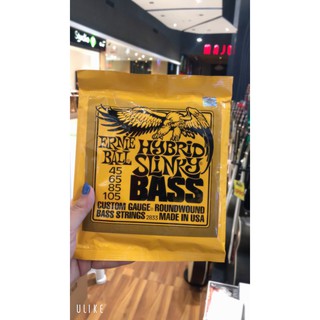 ERNIE BALL
HYBRID SLINKY
BASS
45
65
85
105
CUSTOM GAUGE · ROUNDWOUND
BASS STRINGS 2833 MADE IN USA
ULIKE